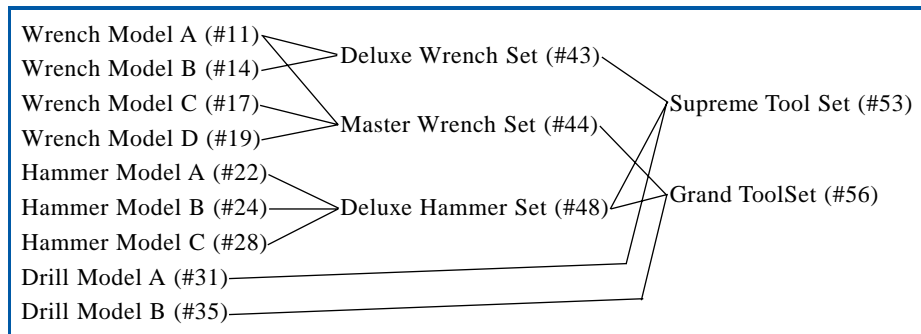 Wrench Model A (#11)
Wrench Model B (#14)
Wrench Model C (#17)
Wrench Model D (#19)
Hammer Model A (#22)
Hammer Model B (#24)
Hammer Model C (#28)
Drill Model A (#31)
Drill Model B (#35)
Deluxe Wrench Set (#43)
Master Wrench Set (#44)
Deluxe Hammer Set (#48)
Supreme Tool Set (#53)
Grand ToolSet (#56)